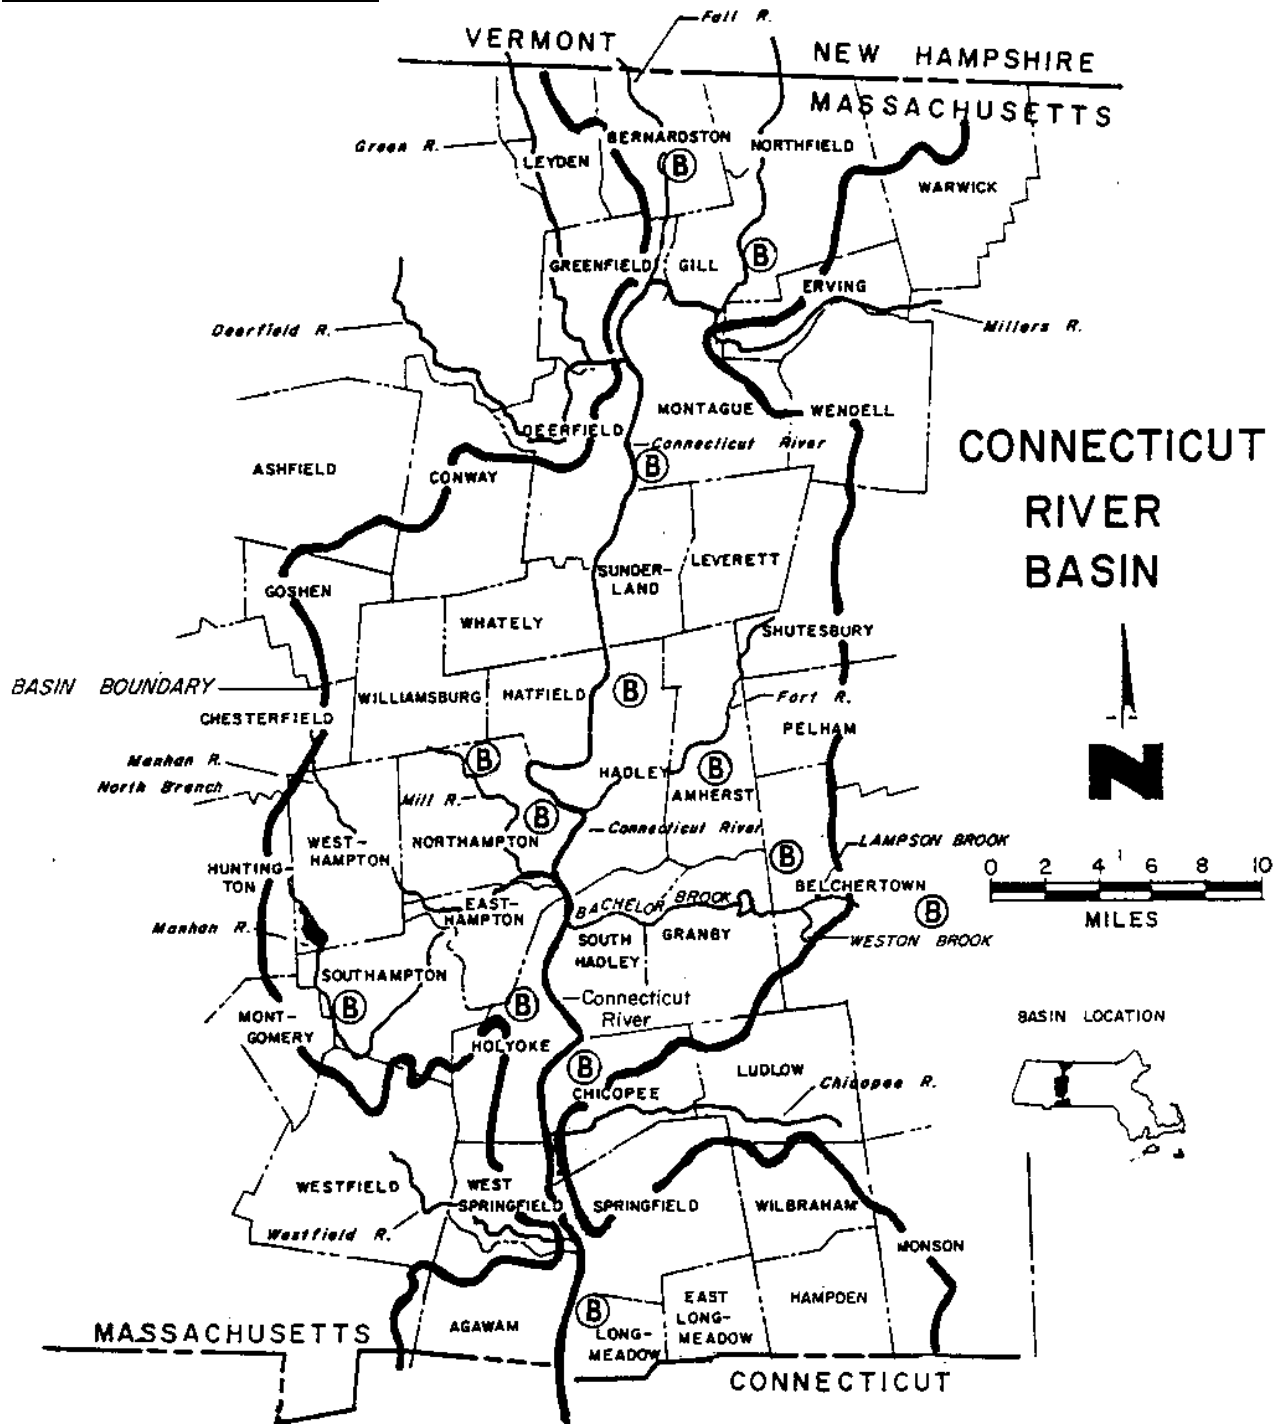 Fall R.
VERMONT
NEW HAMPSHIRE
MASSACHUSETTS
Green R.
BERNARDSTON
NORTHFIELD
LEYDEN
B
WARWICK
GREENFIELD
GILL
B
ERVING
Deerfield R.
Millers R.
MONTAGUE
WENDELL
DEERFIELD
Connecticut River
B
ASHFIELD
CONWAY
CONNECTICUT
RIVER
BASIN
LEVERETT
SUNDER-
LAND
GOSHEN
WHATELY
SHUTESBURY
BASIN BOUNDARY
WILLIAMSBURG
HATFIELD
B
Fort R.
CHESTERFIELD
PELHAM
Manhan R.
North Branch
B
HADLEY
B
AMHERST
N
Mill R.
B
Connecticut River
WEST-
HAMPTON
NORTHAMPTON
LAMPSON BROOK
B
0 2 4 6 8 10
MILES
HUNTING-
TON
BELCHERTOWN
B
EAST-
HAMPTON
BACHELOR BROOK
Manhan R.
SOUTH
HADLEY
GRANBY
WESTON BROOK
SOUTHAMPTON
B
B
Connecticut
River
MONT-
GOMERY
BASIN LOCATION
HOLYOKE
B
CHICOPEE
LUDLOW
Chicopee R.
WESTFIELD
WEST
SPRINGFIELD
SPRINGFIELD
WILBRAHAM
Westfield R.
MONSON
B
EAST
LONG-
MEADOW
HAMPDEN
AGAWAM
LONG-
MEADOW
MASSACHUSETTS
CONNECTICUT